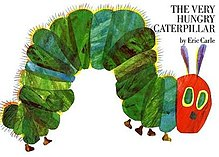 THE VERY
HUNGRY
CATERPILLAR
by Eric Carle